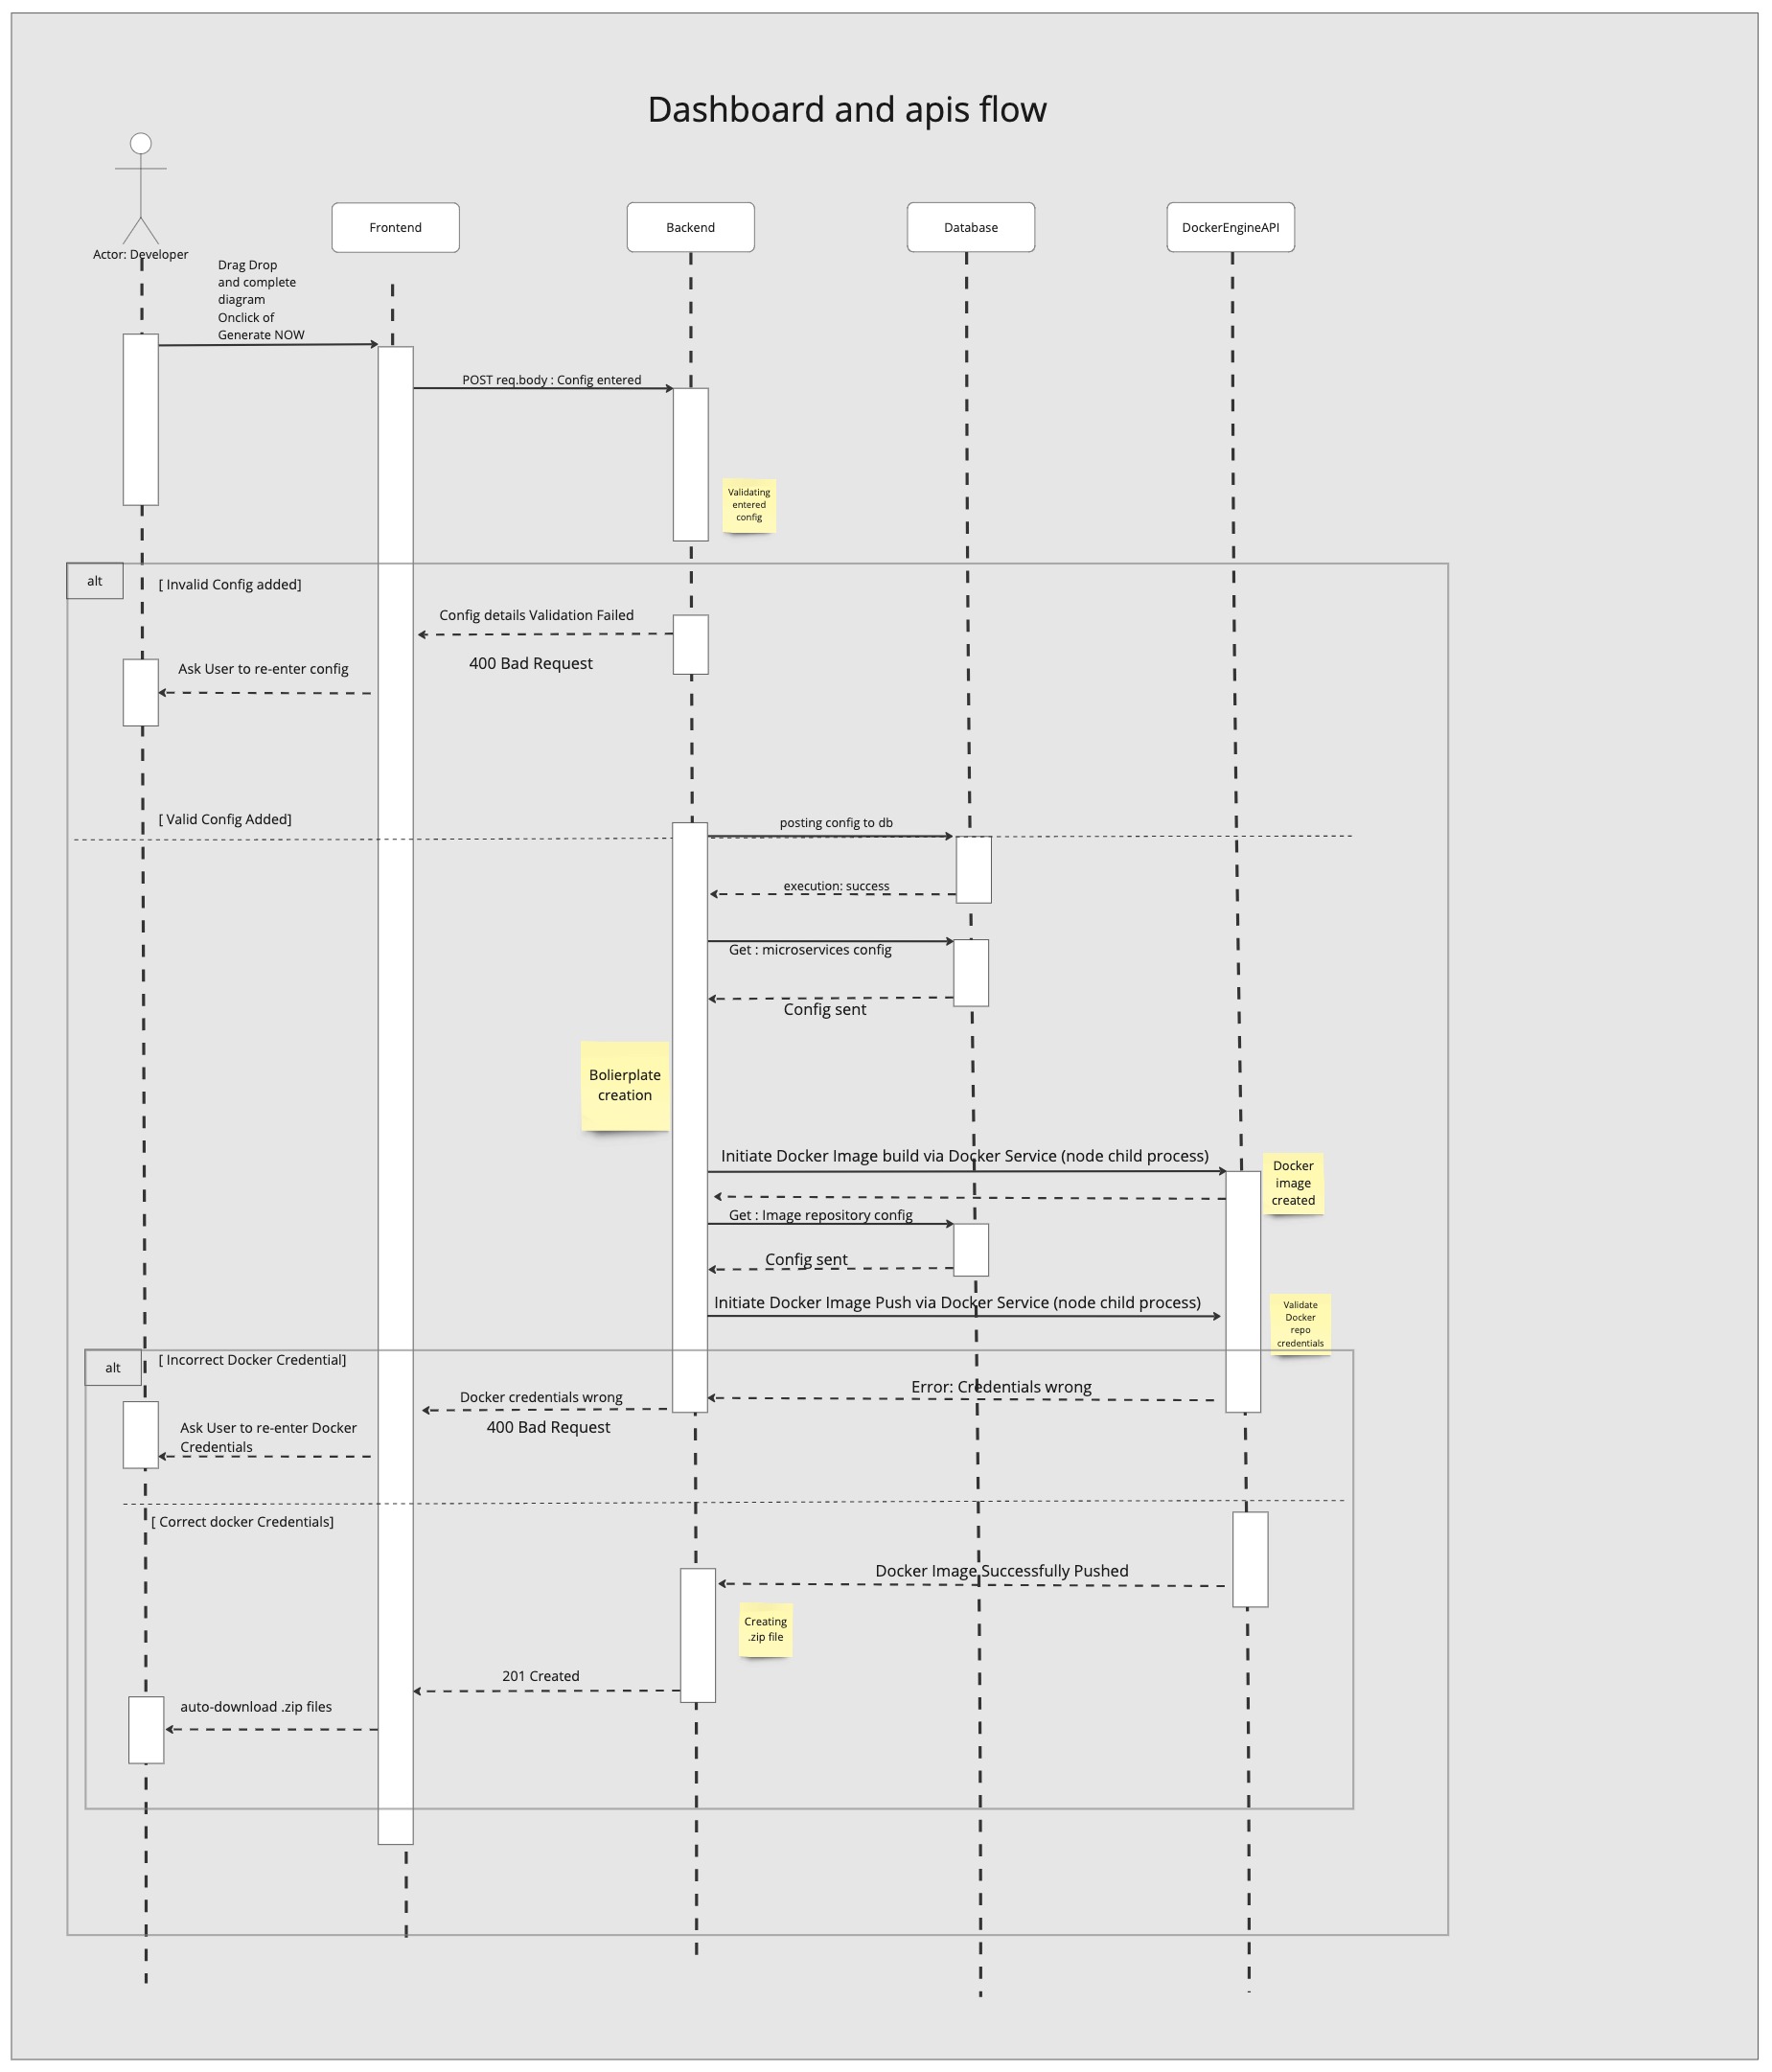 Dashboard and apis flow
Actor: Developer
Frontend
Backend
Database
DockerEngineAPI
Drag Drop
and complete
diagram
Onclick of
Generate NOW
POST req.body : Config entered
Validating
entered
config
alt
[ Invalid Config added]
Config details Validation Failed
400 Bad Request
Ask User to re-enter config
[ Valid Config Added]
posting config to db
execution: success
Get : microservices config
Config sent
Bolierplate
creation
Initiate Docker Image build via Docker Service (node child process)
Docker
image
created
Get : Image repository config
Config sent
Initiate Docker Image Push via Docker Service (node child process)
Validate
Docker
repo
credentials
alt
[ Incorrect Docker Credential]
Error: Credentials wrong
Docker credentials wrong
400 Bad Request
Ask User to re-enter Docker
Credentials
[ Correct docker Credentials]
Docker Image Successfully Pushed
Creating
.zip file
201 Created
auto-download .zip files